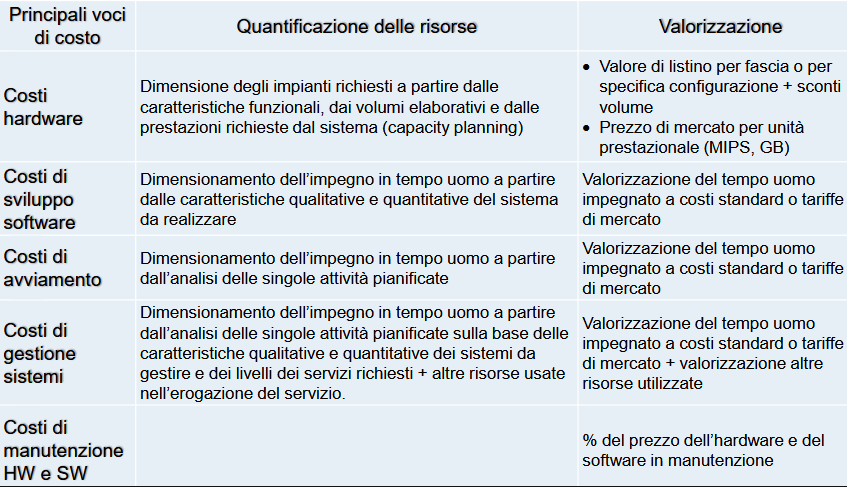 Principali voci
di costo
Quantificazione delle risorse
Valorizzazione
Costi
hardware
Dimensione degli impianti richiesti a partire dalle
caratteristiche funzionali, dai volumi elaborativi e dalle
prestazioni richieste dal sistema (capacity planning)
• Valore di listino per fascia o per
specifica configurazione + sconti
volume
• Prezzo di mercato per unità
prestazionale (MIPS, GB)
Costi di
sviluppo
software
Dimensionamento dell'impegno in tempo uomo a partire
dalle caratteristiche qualitative e quantitative del sistema
da realizzare
Valorizzazione del tempo uomo
impegnato a costi standard o tariffe
di mercato
Costi di
avviamento
Dimensionamento dell'impegno in tempo uomo a partire
dall'analisi delle singole attività pianificate
Valorizzazione del tempo uomo
impegnato a costi standard o tariffe
di mercato
Costi di
gestione
sistemi
Dimensionamento dell'impegno in tempo uomo a partire
dall'analisi delle singole attività pianificate sulla base delle
caratteristiche qualitative e quantitative dei sistemi da
gestire e dei livelli dei servizi richiesti + altre risorse usate
nell'erogazione del servizio.
Valorizzazione del tempo uomo
impegnato a costi standard o tariffe
di mercato + valorizzazione altre
risorse utilizzate
Costi di
manutenzione
HW e SW
% del prezzo dell'hardware e del
software in manutenzione